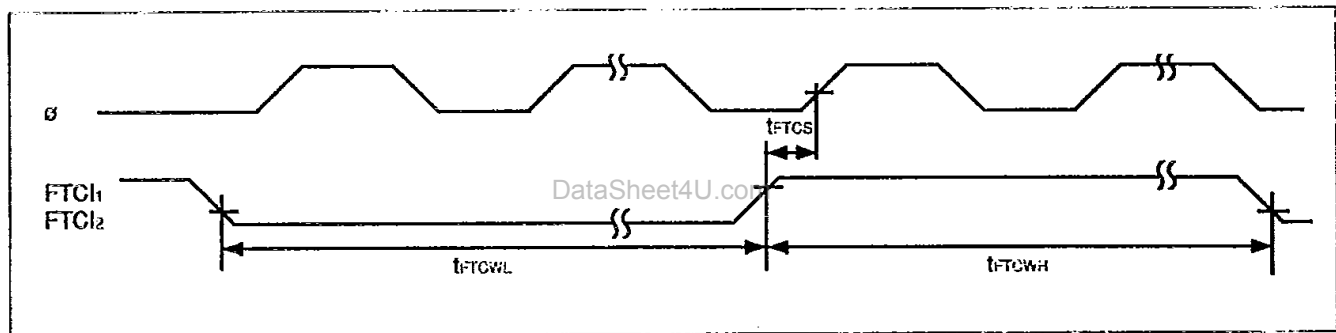 ø
tFTCS
FTCI1
FTCI2
DataSheet4U.com
tFTCWL
tFTCWH